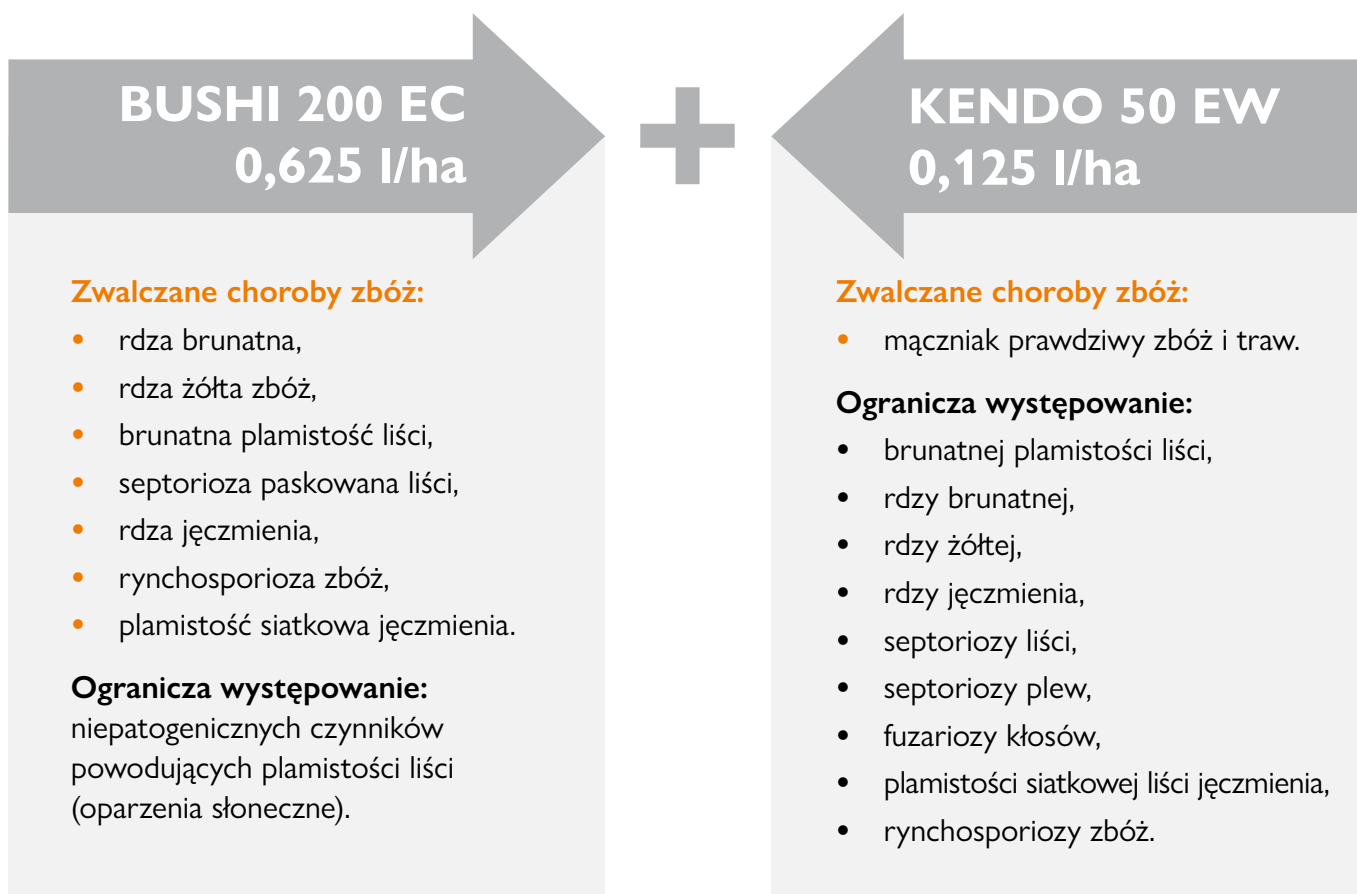 BUSHI 200 EC
0,625 l/ha
Zwalczane choroby zbóż:
• rdza brunatna,
• rdza żółta zbóż,
• brunatna plamistość liści,
• septorioza paskowana liści,
• rdza jęczmienia,
• rynchosporioza zbóż,
• plamistość siatkowa jęczmienia.
Ogranicza występowanie:
niepatogenicznych czynników
powodujących plamistości liści
(oparzenia słoneczne).
+
KENDO 50 EW
0,125 l/ha
Zwalczane choroby zbóż:
• mączniak prawdziwy zbóż i traw.
Ogranicza występowanie:
• brunatnej plamistości liści,
• rdzy brunatnej,
• rdzy żółtej,
• rdzy jęczmienia,
• septoriozy liści,
• septoriozy plew,
• fuzariozy kłosów,
• plamistości siatkowej liści jęczmienia,
• rynchosporiozy zbóż.